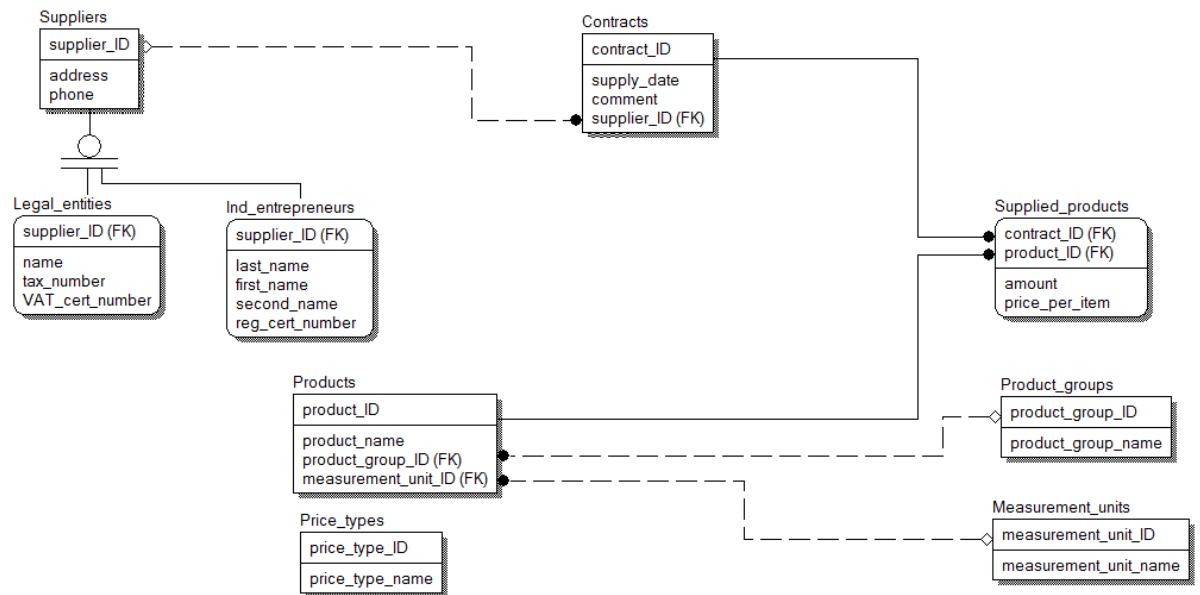 Suppliers
supplier_ID
address
phone
Contracts
contract_ID
supply_date
comment
supplier_ID (FK)
Legal_entities
supplier_ID (FK)
name
tax_number
VAT_cert_number
Ind_entrepreneurs
supplier_ID (FK)
last_name
first_name
second_name
reg_cert_number
Supplied_products
contract_ID (FK)
product_ID (FK)
amount
price_per_item
Products
product_ID
product_name
product_group_ID (FK)
measurement_unit_ID (FK)
Product_groups
product_group_ID
product_group_name
Price_types
price_type_ID
price_type_name
Measurement_units
measurement_unit_ID
measurement_unit_name